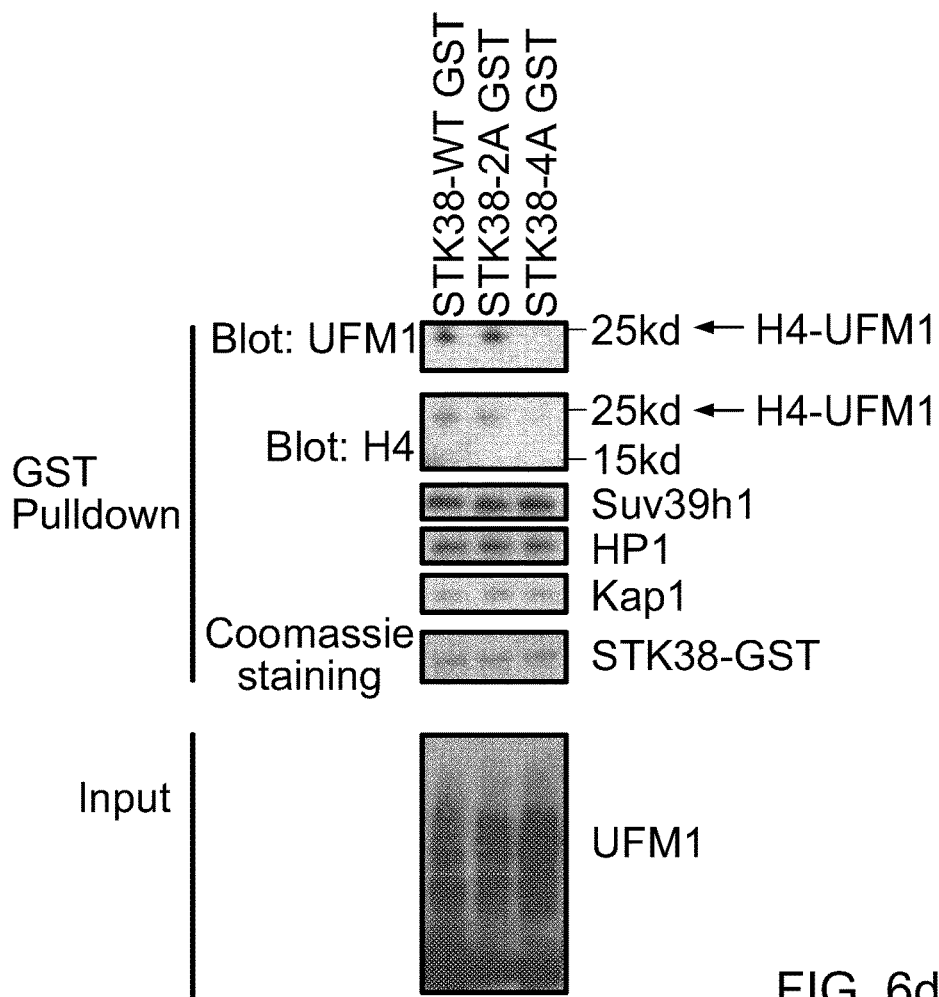 STK38-WT GST
STK38-2A GST
STK38-4A GST
Blot: UFM1
25kd
H4-UFM1
Blot: H4
25kd
H4-UFM1
15kd
GST
Pulldown
Suv39h1
HP1
Kap1
Coomassie
staining
STK38-GST
Input
UFM1
FIG. 6d